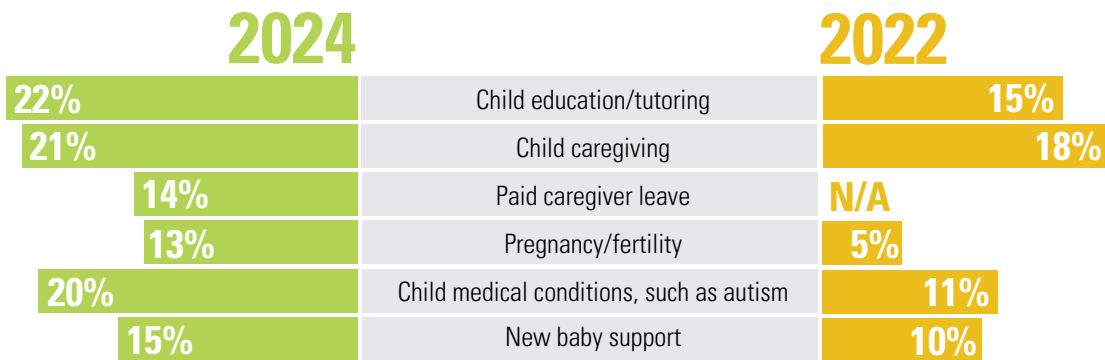 2024 2022
22% Child education/tutoring 15%
21% Child caregiving 18%
14% Paid caregiver leave N/A
13% Pregnancy/fertility 5%
20% Child medical conditions, such as autism 11%
15% New baby support 10%